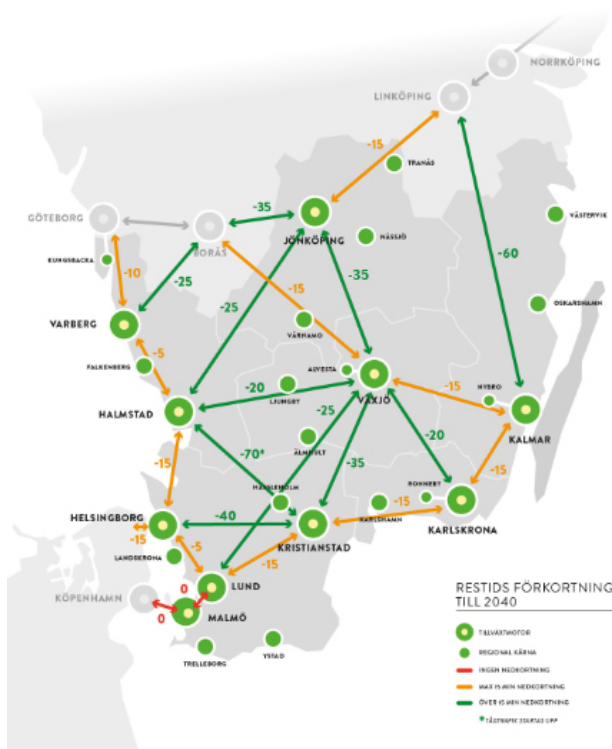 NORRKÖPING
LINKÖPING
-15
TRANÅS
-35
VÄSTERVIK
GÖTEBORG
JÖNKÖPING
BORÅS
NÄSSJÖ
-60
KUNGSBACKA
-10
-25
-35
-15
-25
OSKARSHAMN
VÄRNAMO
VARBERG
-5
FALKENBERG
ALVESTA
-20
LJUNGBY
VÄXJÖ
-15
NYBRO
-25
HALMSTAD
KALMAR
-20
-70*
ÄLMHULT
-35
-15
-15
HÄSSLEHOLM
RONNEBY
-15
HELSINGBORG
-40
KARLSHAMN
KARLSKRONA
-15
KRISTIANSTAD
-5
-15
LANDSKRONA
LUND
KÖPENHAMN
0
0
MALMÖ
TRELLEBORG
YSTAD
RESTIDS FÖRKORTNING
TILL 2040
TILLVÄXTMOTOR
REGIONAL KÄRNA
INGEN NEDKORTNING
MAX 15 MIN NEDKORTNING
ÖVER 15 MIN NEDKORTNING